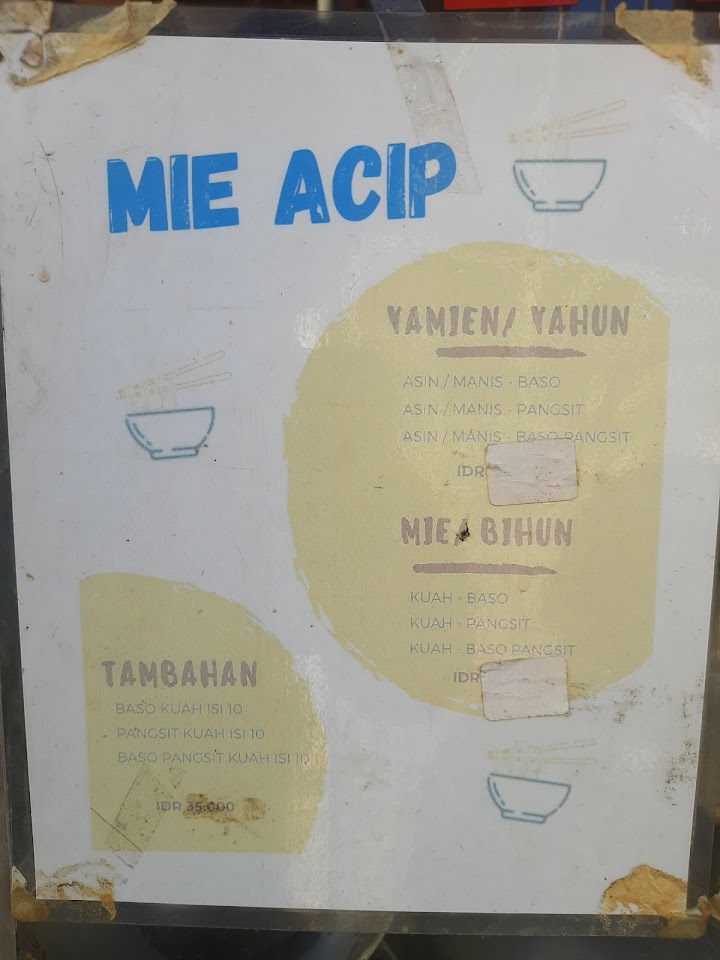 MIE ACIP
YAMIEN/ YAHUN
ASIN / MANIS - BASO
ASIN / MANIS - PANGSIT
ASIN / MANIS - BASO PANGSIT
IDR
MIE/ BIHUN
KUAH - BASO
KUAH - PANGSIT
KUAH - BASO PANGSIT
IDR
TAMBAHAN
BASO KUAH ISI 10
PANGSIT KUAH ISI 10
BASO PANGSIT KUAH ISI 10
IDR 35.000